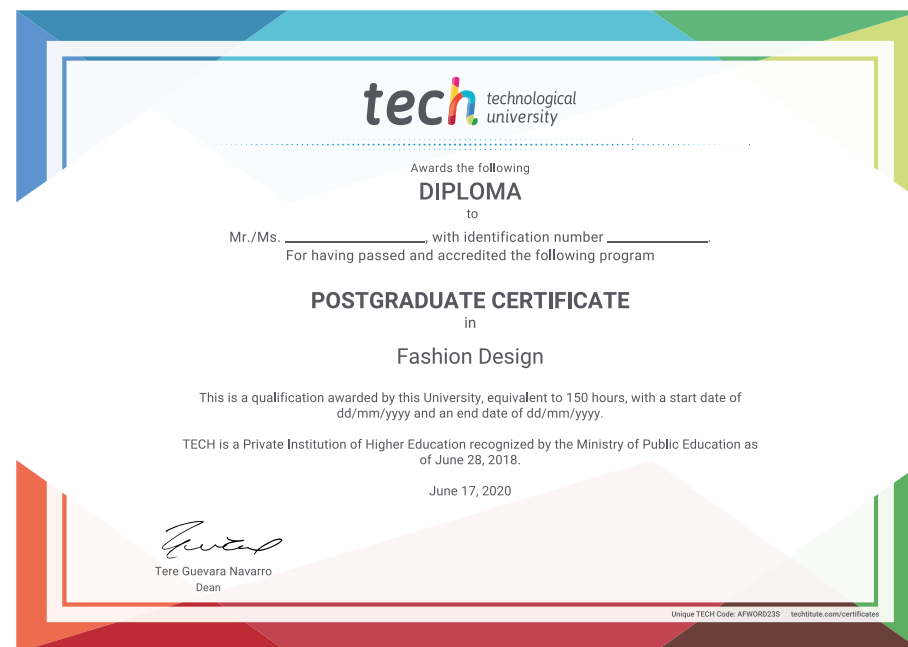 tech technological
university
Awards the following
DIPLOMA
to
Mr./Ms. ____________________, with identification number ______________.
For having passed and accredited the following program
POSTGRADUATE CERTIFICATE
in
Fashion Design
This is a qualification awarded by this University, equivalent to 150 hours, with a start date of
dd/mm/yyyy and an end date of dd/mm/yyyy.
TECH is a Private Institution of Higher Education recognized by the Ministry of Public Education as
of June 28, 2018.
June 17, 2020
Tere Guevara Navarro
Dean
Unique TECH Code: AFWORD23S techtitute.com/certificates